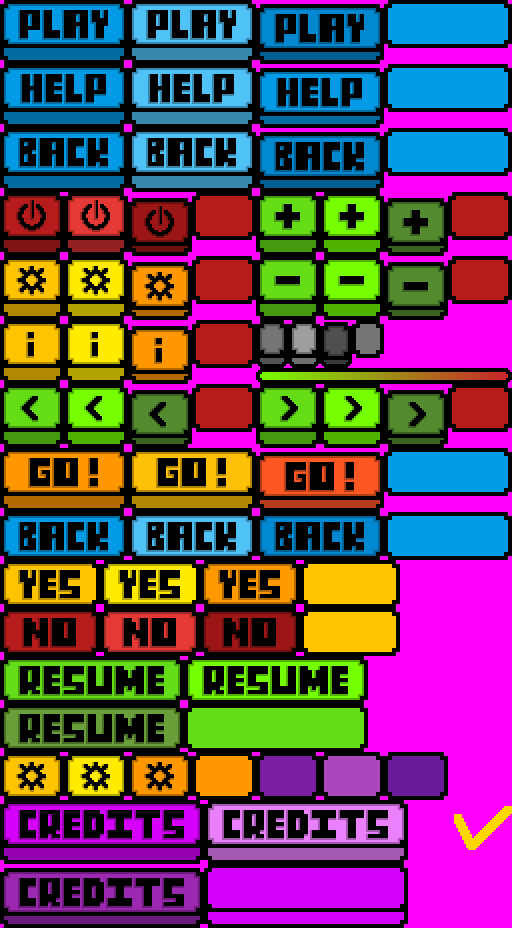 PLAY PLAY PLAY
HELP HELP HELP
BACK BACK BACK
+ + +
- - -
i i i
< < < > > >
GO! GO! GO!
BACK BACK BACK
YES YES YES
NO NO NO
RESUME RESUME
RESUME
CREDITS CREDITS
CREDITS